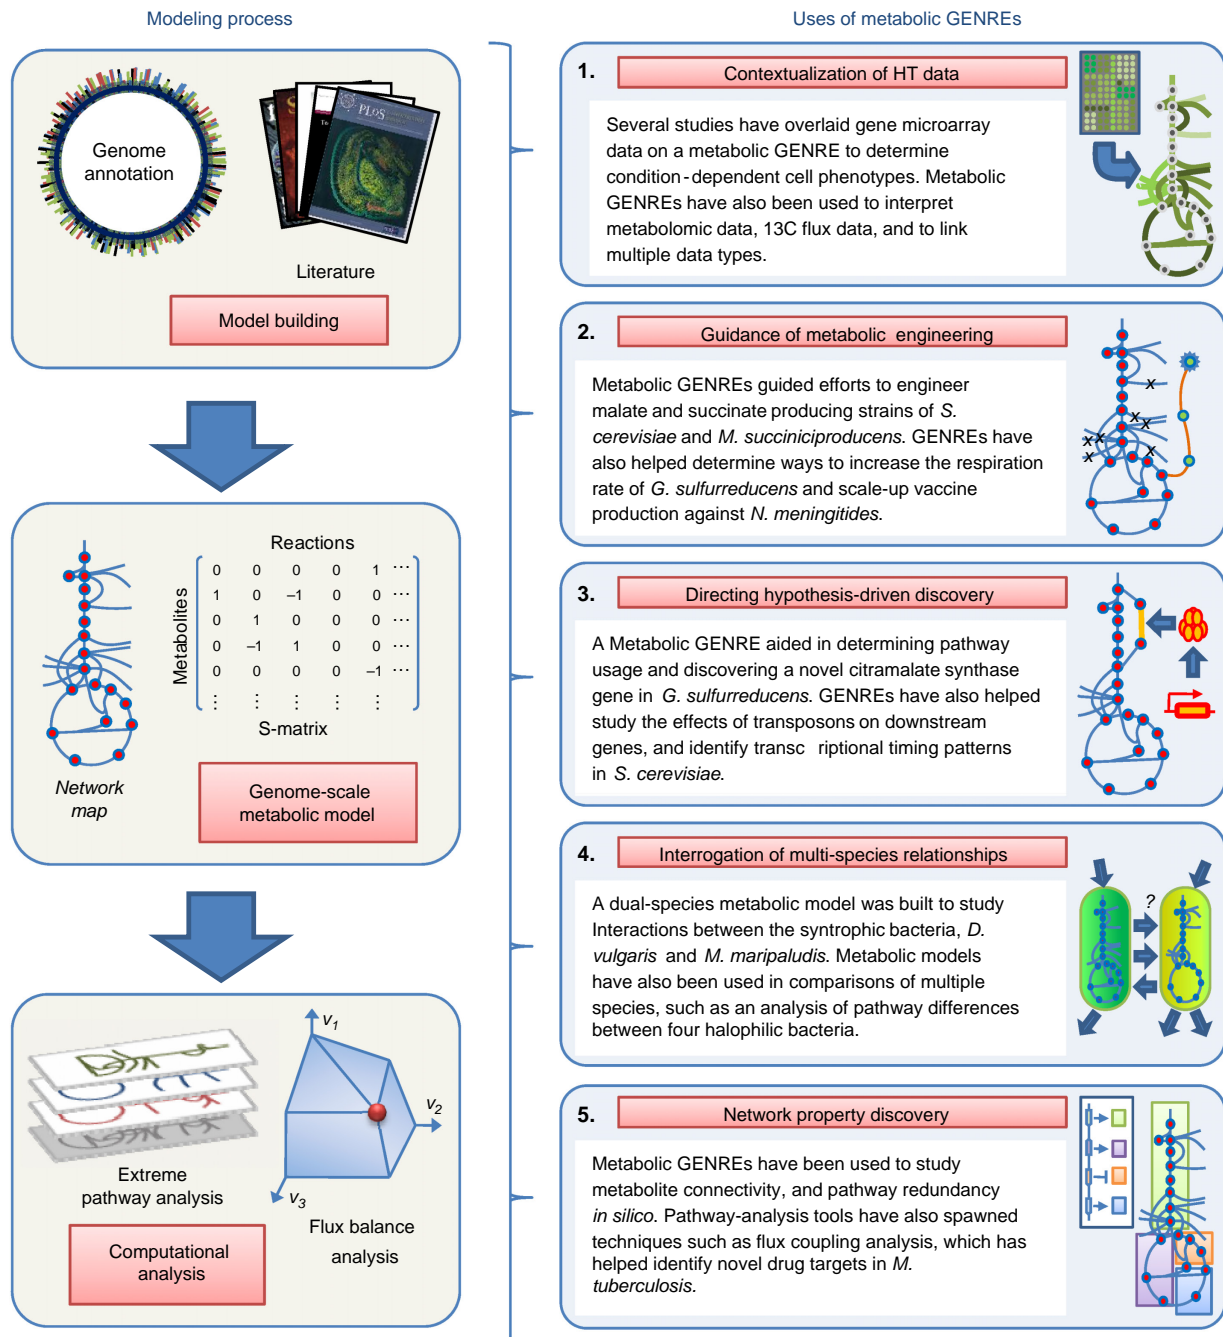 Modeling process
Genome
annotation
PLOS
Literature
Model building
Reactions
Metabolites
0 0 0 0 1 ···
1 0 –1 0 0 ···
0 1 0 0 0 ···
0 –1 1 0 0 ···
0 0 0 0 –1 ···
S-matrix
Network
map
Genome-scale
metabolic model
v1
v2
v3
Extreme
pathway analysis
Flux balance
analysis
Computational
analysis
Uses of metabolic GENREs
1. Contextualization of HT data
Several studies have overlaid gene microarray
data on a metabolic GENRE to determine
condition-dependent cell phenotypes. Metabolic
GENREs have also been used to interpret
metabolomic data, 13C flux data, and to link
multiple data types.
2. Guidance of metabolic engineering
Metabolic GENREs guided efforts to engineer
malate and succinate producing strains of S.
cerevisiae and M. succiniciproducens. GENREs have
also helped determine ways to increase the respiration
rate of G. sulfurreducens and scale-up vaccine
production against N. meningitides.
x
x
x
x
x
x
x
3. Directing hypothesis-driven discovery
A Metabolic GENRE aided in determining pathway
usage and discovering a novel citramalate synthase
gene in G. sulfurreducens. GENREs have also helped
study the effects of transposons on downstream
genes, and identify transc riptional timing patterns
in S. cerevisiae.
4. Interrogation of multi-species relationships
A dual-species metabolic model was built to study
Interactions between the syntrophic bacteria, D.
vulgaris and M. maripaludis. Metabolic models
have also been used in comparisons of multiple
species, such as an analysis of pathway differences
between four halophilic bacteria.
?
5. Network property discovery
Metabolic GENREs have been used to study
metabolite connectivity, and pathway redundancy
in silico. Pathway-analysis tools have also spawned
techniques such as flux coupling analysis, which has
helped identify novel drug targets in M.
tuberculosis.